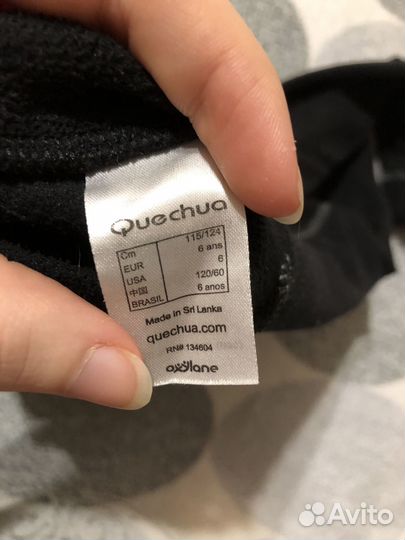 Quechua
Cm 115/124
EUR 6 ans
USA 6
中国 120/60
BRASIL 6 anos
Made in Sri Lanka
quechua.com
RN# 134604
oxylane
Avito